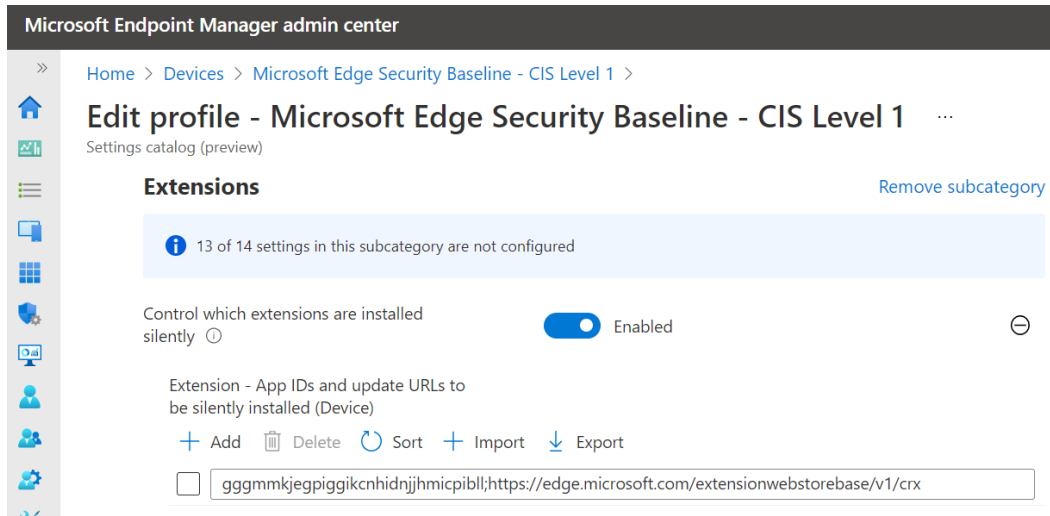 Microsoft Endpoint Manager admin center
Home > Devices > Microsoft Edge Security Baseline - CIS Level 1 >
Edit profile - Microsoft Edge Security Baseline - CIS Level 1 ...
Settings catalog (preview)
Extensions
Remove subcategory
13 of 14 settings in this subcategory are not configured
Control which extensions are installed
silently
Enabled
Extension - App IDs and update URLs to
be silently installed (Device)
Add Delete Sort Import Export
gggmmkjegpiggikcnhidnjjhmicpibll;https://edge.microsoft.com/extensionwebstorebase/v1/crx